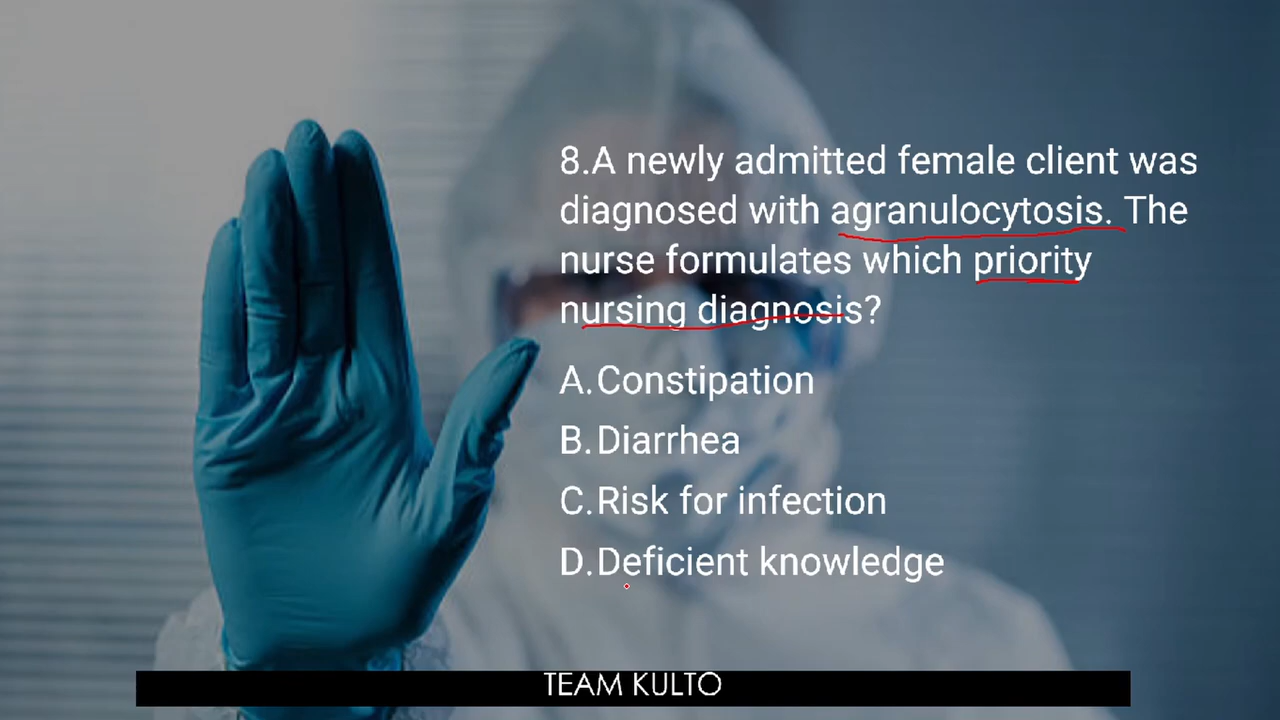 8.A newly admitted female client was
diagnosed with agranulocytosis. The
nurse formulates which priority
nursing diagnosis?
A.Constipation
B.Diarrhea
C.Risk for infection
D.Deficient knowledge
TEAM KULTO